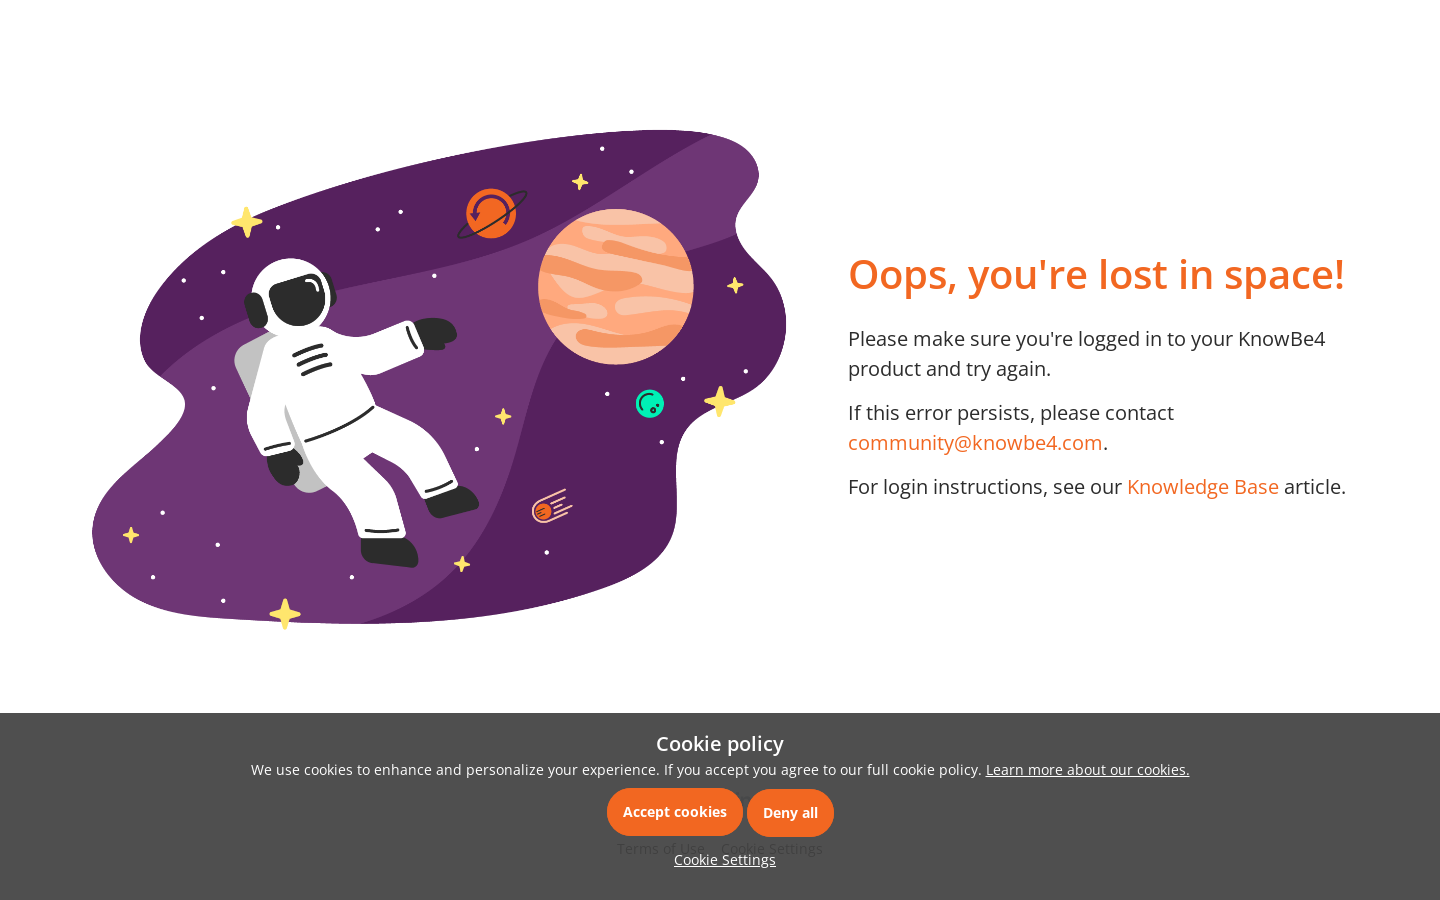 Oops, you're lost in space!
Please make sure you're logged in to your KnowBe4
product and try again.
If this error persists, please contact
community@knowbe4.com.
For login instructions, see our Knowledge Base article.
Cookie policy
We use cookies to enhance and personalize your experience. If you accept you agree to our full cookie policy. Learn more about our cookies.
Accept cookies Deny all
Terms of Use Cookie Settings
Cookie Settings